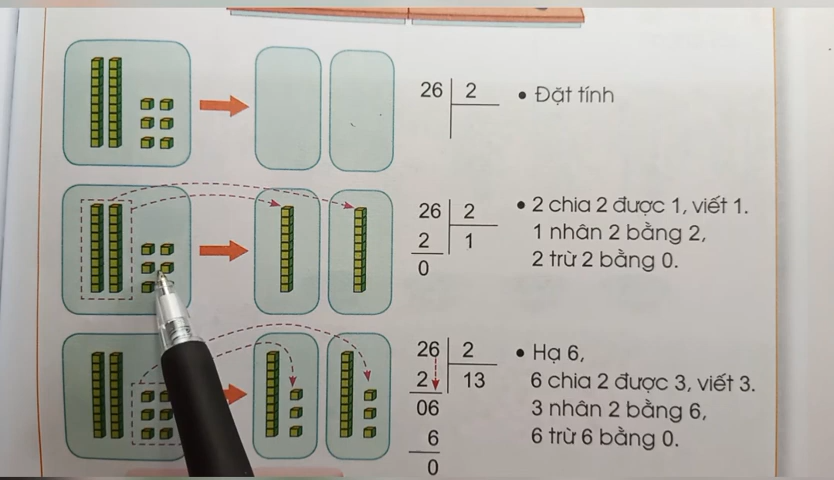 26 2
• Đặt tính
26 2
2 1
0
• 2 chia 2 được 1, viết 1.
1 nhân 2 bằng 2,
2 trừ 2 bằng 0.
26 2
2 13
06
6
0
• Hạ 6,
6 chia 2 được 3, viết 3.
3 nhân 2 bằng 6,
6 trừ 6 bằng 0.